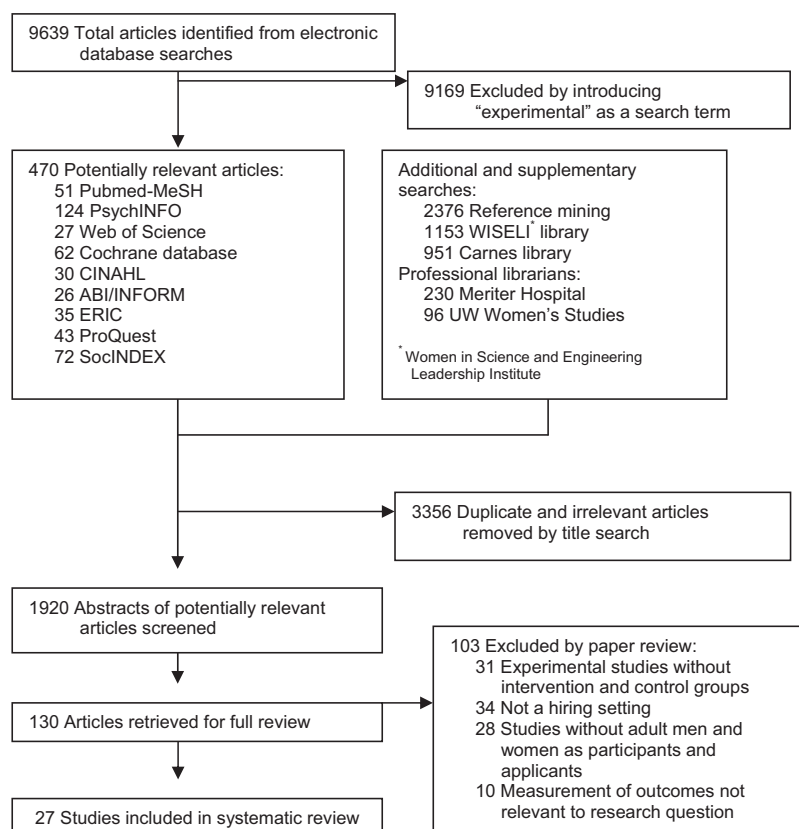 9639 Total articles identified from electronic
database searches
9169 Excluded by introducing
“experimental” as a search term
470 Potentially relevant articles:
51 Pubmed-MeSH
124 PsychINFO
27 Web of Science
62 Cochrane database
30 CINAHL
26 ABI/INFORM
35 ERIC
43 ProQuest
72 SocINDEX
Additional and supplementary
searches:
2376 Reference mining
1153 WISELI* library
951 Carnes library
Professional librarians:
230 Meriter Hospital
96 UW Women’s Studies
* Women in Science and Engineering
Leadership Institute
3356 Duplicate and irrelevant articles
removed by title search
1920 Abstracts of potentially relevant
articles screened
103 Excluded by paper review:
31 Experimental studies without
intervention and control groups
34 Not a hiring setting
28 Studies without adult men and
women as participants and
applicants
10 Measurement of outcomes not
relevant to research question
130 Articles retrieved for full review
27 Studies included in systematic review